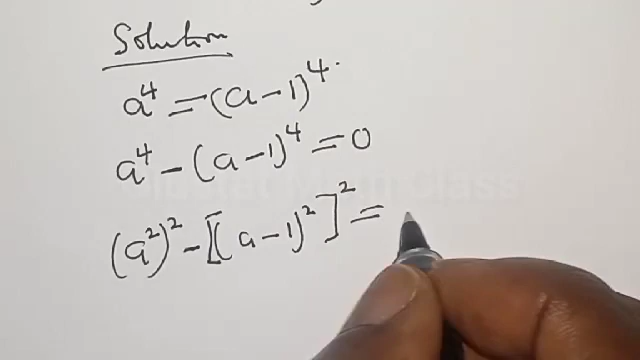 Solution
a⁴ = (a - 1)⁴
a⁴ - (a - 1)⁴ = 0
(a²)² - [(a - 1)²]² =